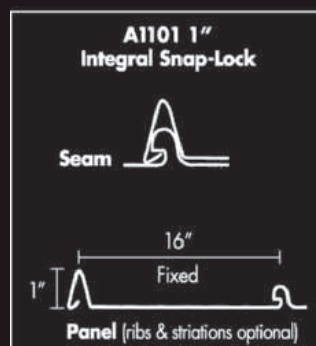 A1101 1"
Integral Snap-Lock
Seam
16"
1" Fixed
Panel (ribs & striations optional)